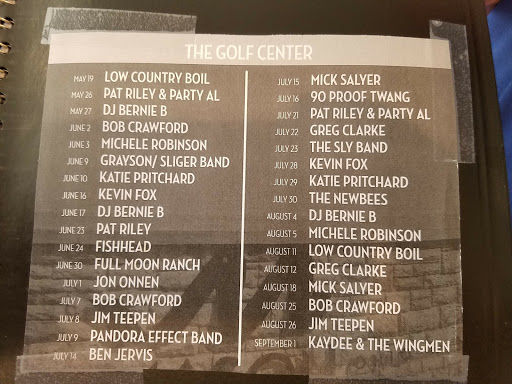 THE GOLF CENTER
MAY 19 LOW COUNTRY BOIL
MAY 26 PAT RILEY & PARTY AL
MAY 27 DJ BERNIE B
JUNE 2 BOB CRAWFORD
JUNE 3 MICHELE ROBINSON
JUNE 9 GRAYSON/ SLIGER BAND
JUNE 10 KATIE PRITCHARD
JUNE 16 KEVIN FOX
JUNE 17 DJ BERNIE B
JUNE 23 PAT RILEY
JUNE 24 FISHHEAD
JUNE 30 FULL MOON RANCH
JULY 1 JON ONNEN
JULY 7 BOB CRAWFORD
JULY 8 JIM TEEPEN
JULY 9 PANDORA EFFECT BAND
JULY 14 BEN JERVIS
JULY 15 MICK SALYER
JULY 16 90 PROOF TWANG
JULY 21 PAT RILEY & PARTY AL
JULY 22 GREG CLARKE
JULY 23 THE SLY BAND
JULY 28 KEVIN FOX
JULY 29 KATIE PRITCHARD
JULY 30 THE NEWBEES
AUGUST 4 DJ BERNIE B
AUGUST 5 MICHELE ROBINSON
AUGUST 11 LOW COUNTRY BOIL
AUGUST 12 GREG CLARKE
AUGUST 18 MICK SALYER
AUGUST 25 BOB CRAWFORD
AUGUST 26 JIM TEEPEN
SEPTEMBER 1 KAYDEE & THE WINGMEN